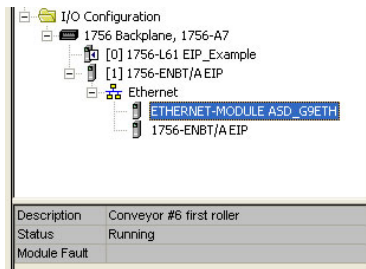 I/O Configuration
1756 Backplane, 1756-A7
[0] 1756-L61 EIP_Example
[1] 1756-ENBT/A EIP
Ethernet
ETHERNET-MODULE ASD_G9ETH
1756-ENBT/A EIP
Description Conveyor #6 first roller
Status Running
Module Fault